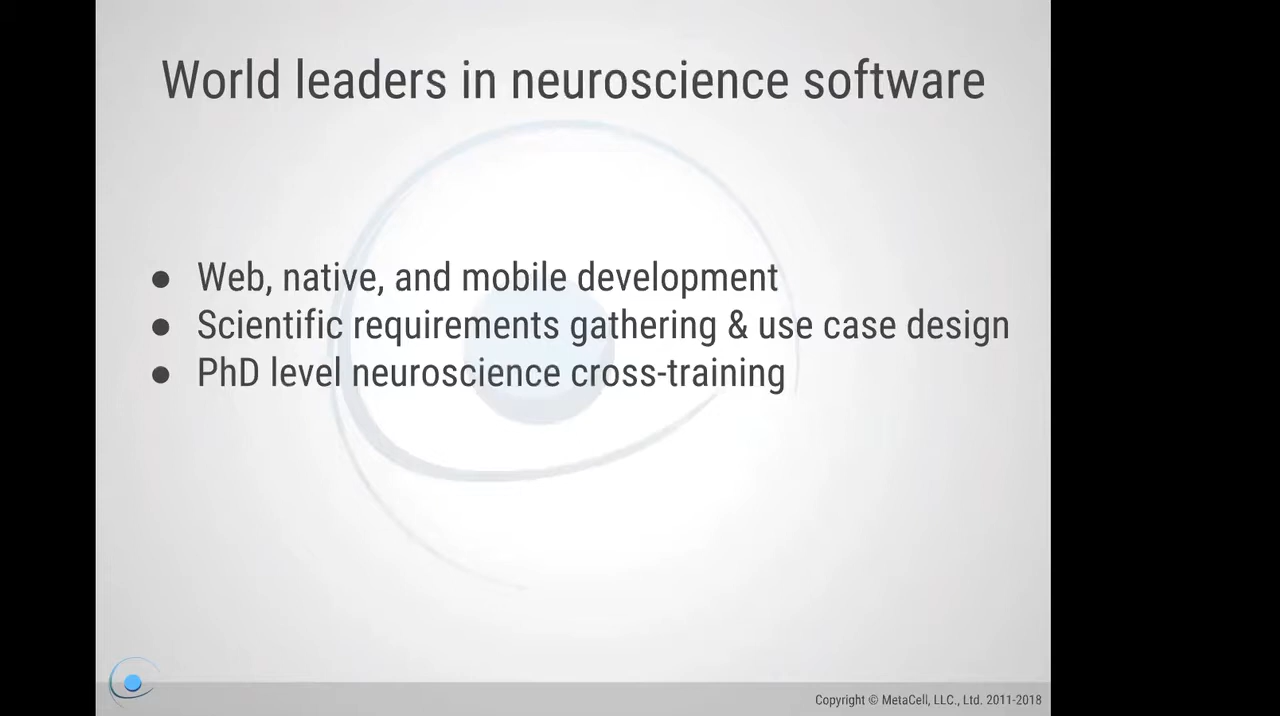 World leaders in neuroscience software
● Web, native, and mobile development
● Scientific requirements gathering & use case design
● PhD level neuroscience cross-training
Copyright © MetaCell, LLC., Ltd. 2011-2018